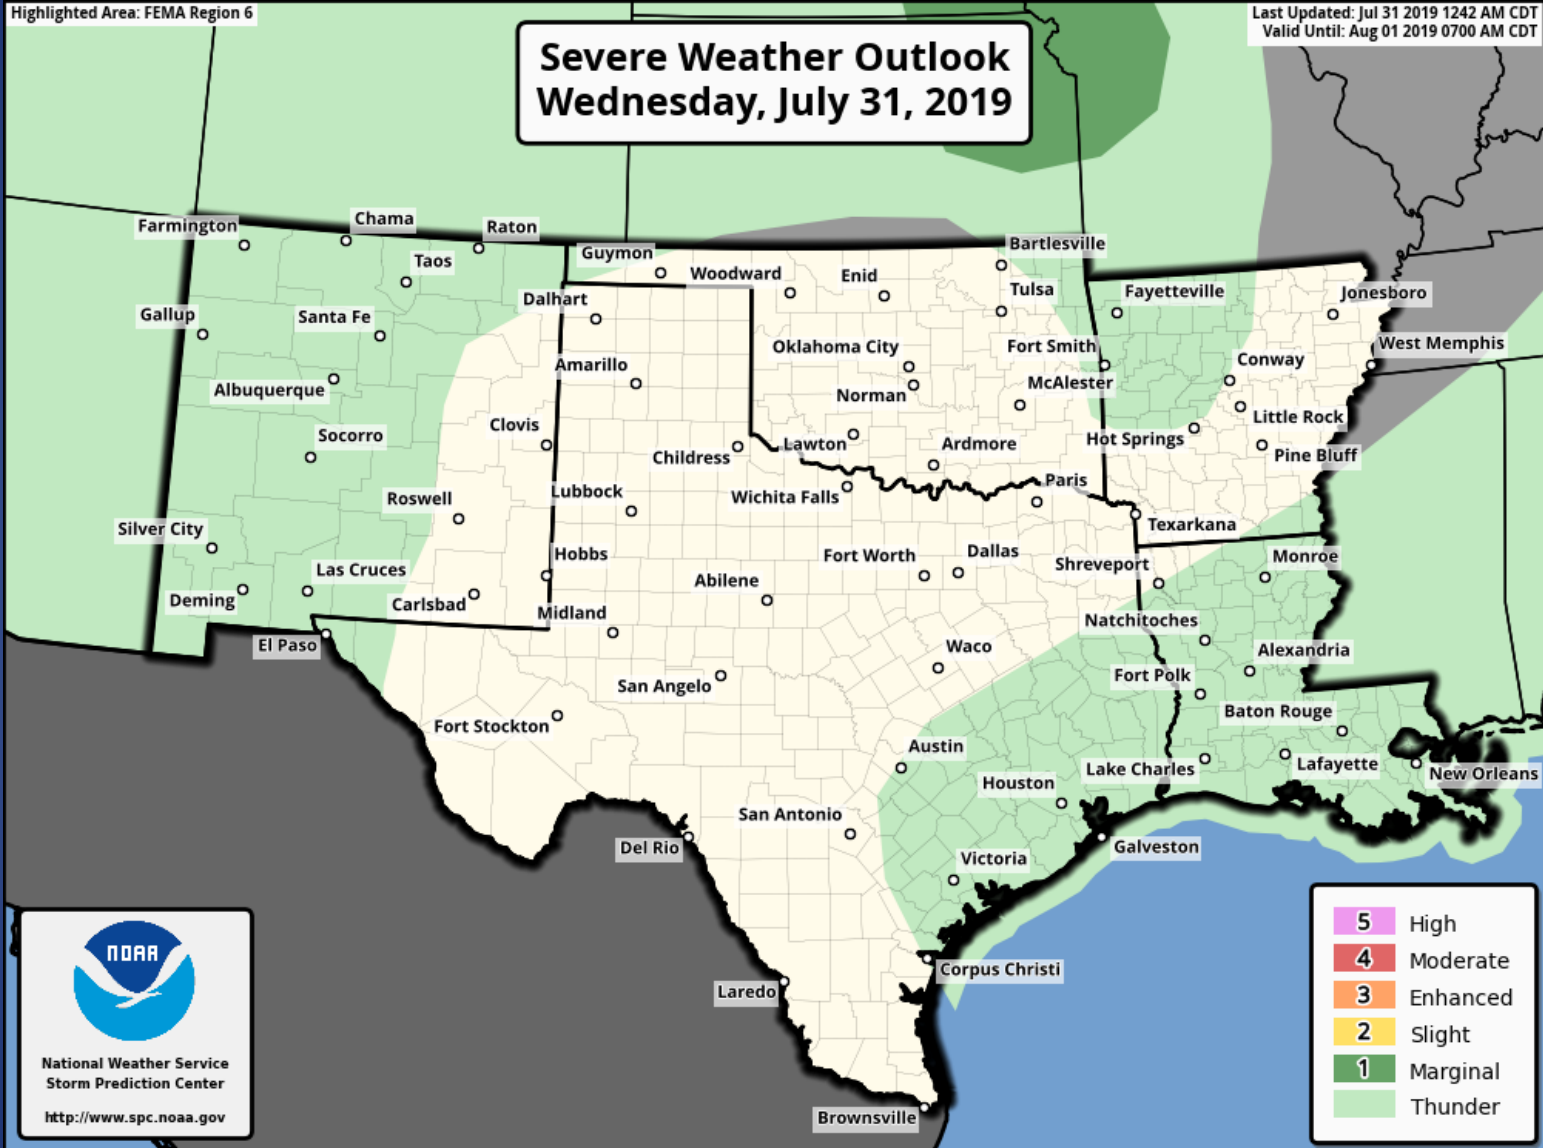 Highlighted Area: FEMA Region 6
Last Updated: Jul 31 2019 1242 AM CDT
Valid Until: Aug 01 2019 0700 AM CDT
Severe Weather Outlook
Wednesday, July 31, 2019
Farmington
Chama
Raton
Taos
Guymon
Woodward
Enid
Bartlesville
Tulsa
Fayetteville
Jonesboro
Gallup
Santa Fe
Dalhart
Oklahoma City
Fort Smith
West Memphis
Conway
Albuquerque
Amarillo
Norman
McAlester
Little Rock
Socorro
Clovis
Childress
Lawton
Ardmore
Hot Springs
Pine Bluff
Roswell
Lubbock
Wichita Falls
Paris
Silver City
Texarkana
Las Cruces
Hobbs
Fort Worth
Dallas
Shreveport
Monroe
Deming
Carlsbad
Abilene
Midland
Natchitoches
El Paso
Waco
Alexandria
San Angelo
Fort Polk
Fort Stockton
Baton Rouge
Austin
Houston
Lake Charles
Lafayette
New Orleans
San Antonio
Del Rio
Victoria
Galveston
Corpus Christi
Laredo
Brownsville
NOAA
National Weather Service
Storm Prediction Center
http://www.spc.noaa.gov
5 High
4 Moderate
3 Enhanced
2 Slight
1 Marginal
Thunder